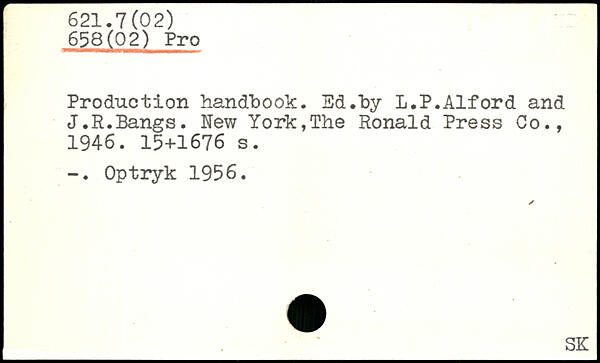 621.7(02)
658(02) Pro
Production handbook. Ed.by L.P.Alford and
J.R.Bangs. New York,The Ronald Press Co.,
1946. 15+1676 s.
-. Optryk 1956.
SK